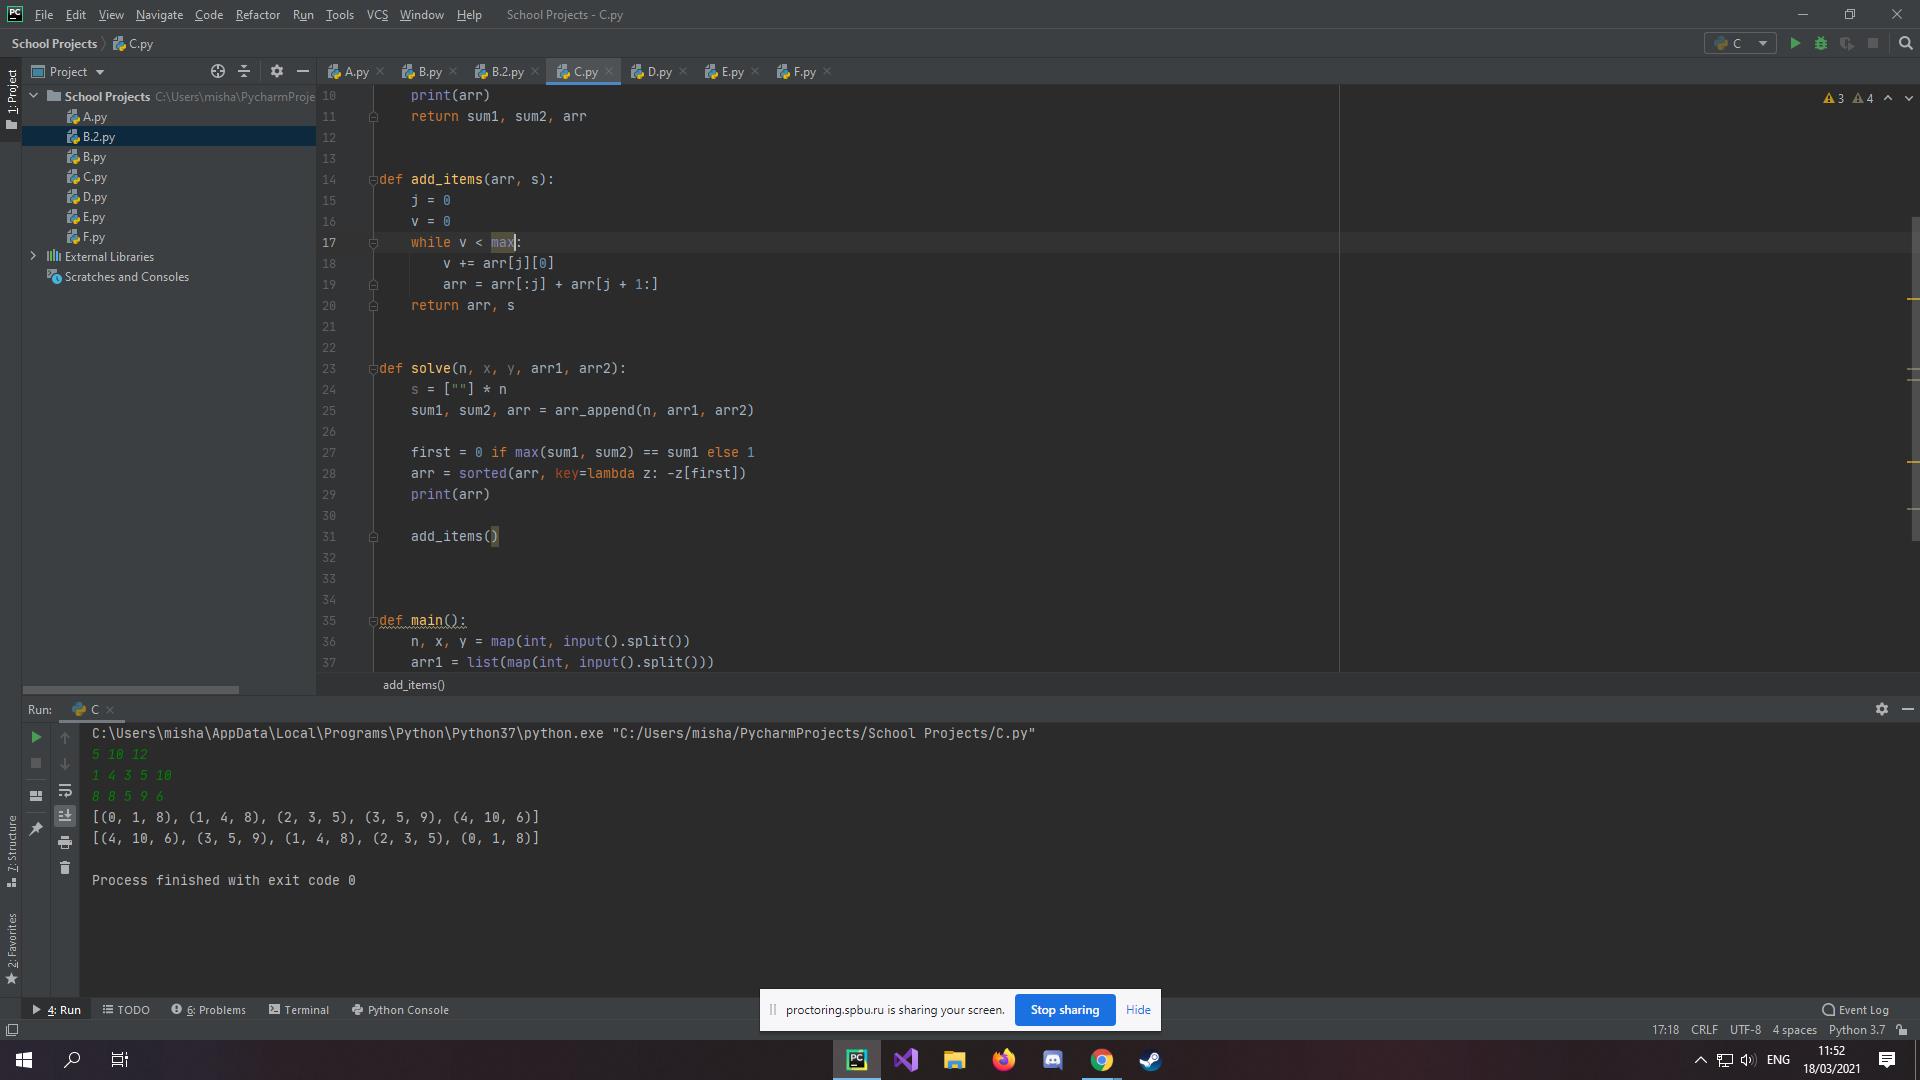 File Edit View Navigate Code Refactor Run Tools VCS Window Help School Projects - C.py
School Projects C.py
C
Project
A.py B.py B.2.py C.py D.py E.py F.py
1: Project
School Projects C:\Users\misha\PycharmProje
A.py
B.2.py
B.py
C.py
D.py
E.py
F.py
External Libraries
Scratches and Consoles
3 4
10 print(arr)
11 return sum1, sum2, arr
12
13
14 def add_items(arr, s):
15 j = 0
16 v = 0
17 while v < max:
18 v += arr[j][0]
19 arr = arr[:j] + arr[j + 1:]
20 return arr, s
21
22
23 def solve(n, x, y, arr1, arr2):
24 s = [""] * n
25 sum1, sum2, arr = arr_append(n, arr1, arr2)
26
27 first = 0 if max(sum1, sum2) == sum1 else 1
28 arr = sorted(arr, key=lambda z: -z[first])
29 print(arr)
30
31 add_items()
32
33
34
35 def main():
36 n, x, y = map(int, input().split())
37 arr1 = list(map(int, input().split()))
add_items()
Run: C
C:\Users\misha\AppData\Local\Programs\Python\Python37\python.exe "C:/Users/misha/PycharmProjects/School Projects/C.py"
5 10 12
1 4 3 5 10
8 8 5 9 6
[(0, 1, 8), (1, 4, 8), (2, 3, 5), (3, 5, 9), (4, 10, 6)]
[(4, 10, 6), (3, 5, 9), (1, 4, 8), (2, 3, 5), (0, 1, 8)]
Process finished with exit code 0
7: Structure
2: Favorites
4: Run TODO 6: Problems Terminal Python Console
proctoring.spbu.ru is sharing your screen. Stop sharing Hide
Event Log
17:18 CRLF UTF-8 4 spaces Python 3.7
PC
ENG
11:52
18/03/2021